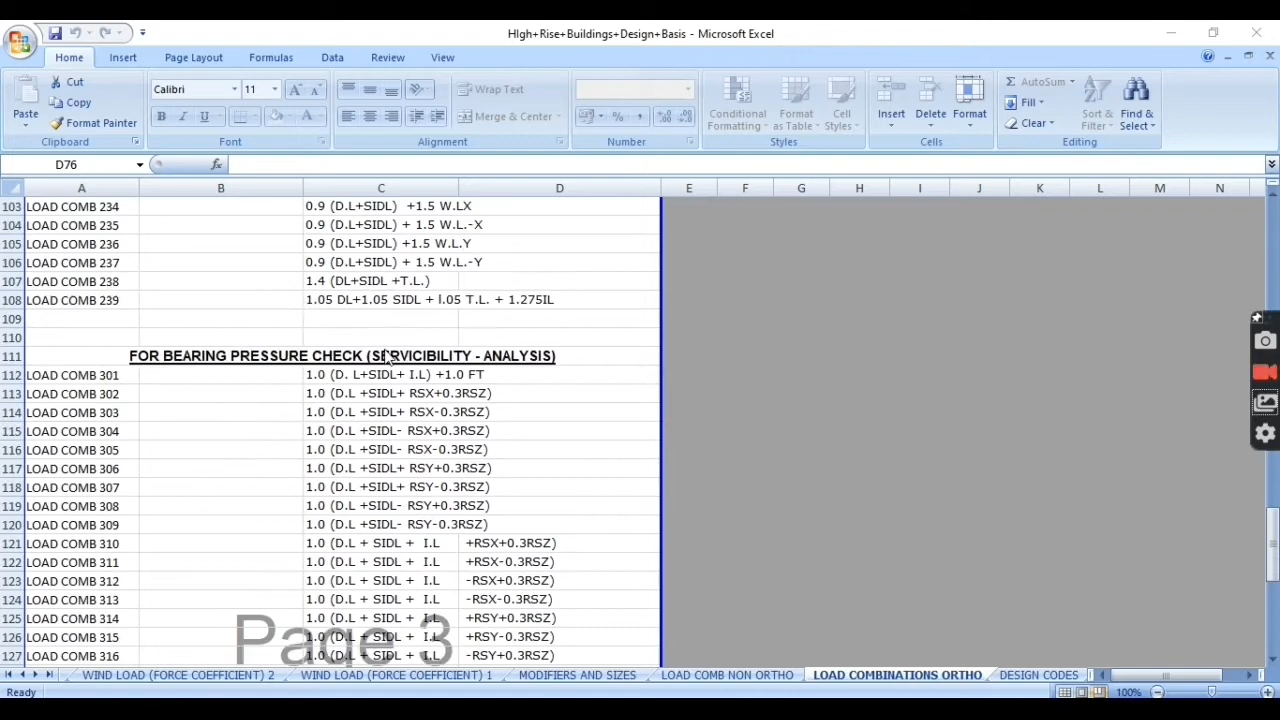 HIgh+Rise+Buildings+Design+Basis - Microsoft Excel
Home Insert Page Layout Formulas Data Review View
Paste
Cut
Copy
Format Painter
Clipboard
Calibri 11
B I U
Font
Wrap Text
Merge & Center
Alignment
Number
Conditional Formatting
Format as Table
Cell Styles
Styles
Insert Delete Format
Cells
AutoSum
Fill
Clear
Sort & Filter
Find & Select
Editing
D76 fx
A B C D E F G H I J K L M N
103 LOAD COMB 234 0.9 (D.L+SIDL) +1.5 W.LX
104 LOAD COMB 235 0.9 (D.L+SIDL) + 1.5 W.L.-X
105 LOAD COMB 236 0.9 (D.L+SIDL) +1.5 W.L.Y
106 LOAD COMB 237 0.9 (D.L+SIDL) + 1.5 W.L.-Y
107 LOAD COMB 238 1.4 (DL+SIDL +T.L.)
108 LOAD COMB 239 1.05 DL+1.05 SIDL + l.05 T.L. + 1.275IL
109
110
111 FOR BEARING PRESSURE CHECK (SERVICIBILITY - ANALYSIS)
112 LOAD COMB 301 1.0 (D. L+SIDL+ I.L) +1.0 FT
113 LOAD COMB 302 1.0 (D.L +SIDL+ RSX+0.3RSZ)
114 LOAD COMB 303 1.0 (D.L +SIDL+ RSX-0.3RSZ)
115 LOAD COMB 304 1.0 (D.L +SIDL- RSX+0.3RSZ)
116 LOAD COMB 305 1.0 (D.L +SIDL- RSX-0.3RSZ)
117 LOAD COMB 306 1.0 (D.L +SIDL+ RSY+0.3RSZ)
118 LOAD COMB 307 1.0 (D.L +SIDL+ RSY-0.3RSZ)
119 LOAD COMB 308 1.0 (D.L +SIDL- RSY+0.3RSZ)
120 LOAD COMB 309 1.0 (D.L +SIDL- RSY-0.3RSZ)
121 LOAD COMB 310 1.0 (D.L + SIDL + I.L +RSX+0.3RSZ)
122 LOAD COMB 311 1.0 (D.L + SIDL + I.L +RSX-0.3RSZ)
123 LOAD COMB 312 1.0 (D.L + SIDL + I.L -RSX+0.3RSZ)
124 LOAD COMB 313 1.0 (D.L + SIDL + I.L -RSX-0.3RSZ)
125 LOAD COMB 314 1.0 (D.L + SIDL + I.L +RSY+0.3RSZ)
126 LOAD COMB 315 1.0 (D.L + SIDL + I.L +RSY-0.3RSZ)
127 LOAD COMB 316 1.0 (D.L + SIDL + I.L -RSY+0.3RSZ)
Page 3
WIND LOAD (FORCE COEFFICIENT) 2 WIND LOAD (FORCE COEFFICIENT) 1 MODIFIERS AND SIZES LOAD COMB NON ORTHO LOAD COMBINATIONS ORTHO DESIGN CODES
Ready 100%